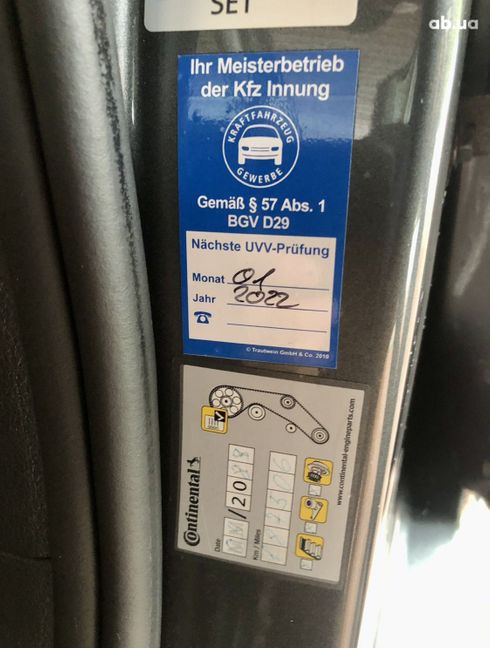 SET
ab.ua
Ihr Meisterbetrieb
der Kfz Innung
KRAFTFAHRZEUG
GEWERBE
Gemäß § 57 Abs. 1
BGV D29
Nächste UVV-Prüfung
Monat 01
Jahr 2022
© Trautwein GmbH & Co. 2010
Continental
www.continental-engineparts.com
Date
/20
Km / Miles